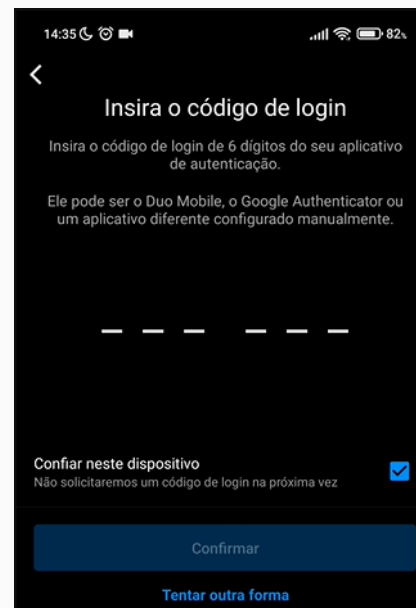 14:35
82%
Insira o código de login
Insira o código de login de 6 dígitos do seu aplicativo
de autenticação.
Ele pode ser o Duo Mobile, o Google Authenticator ou
um aplicativo diferente configurado manualmente.
Confiar neste dispositivo
Não solicitaremos um código de login na próxima vez
Confirmar
Tentar outra forma